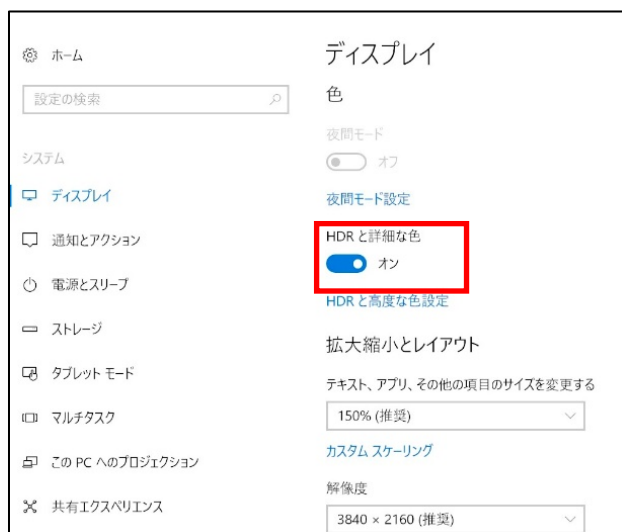 ホーム
設定の検索
システム
ディスプレイ
通知とアクション
電源とスリープ
ストレージ
タブレット モード
マルチタスク
この PC へのプロジェクション
共有エクスペリエンス
ディスプレイ
色
夜間モード
オフ
夜間モード設定
HDR と詳細な色
オン
HDR と高度な色設定
拡大縮小とレイアウト
テキスト、アプリ、その他の項目のサイズを変更する
150% (推奨)
カスタム スケーリング
解像度
3840 × 2160 (推奨)